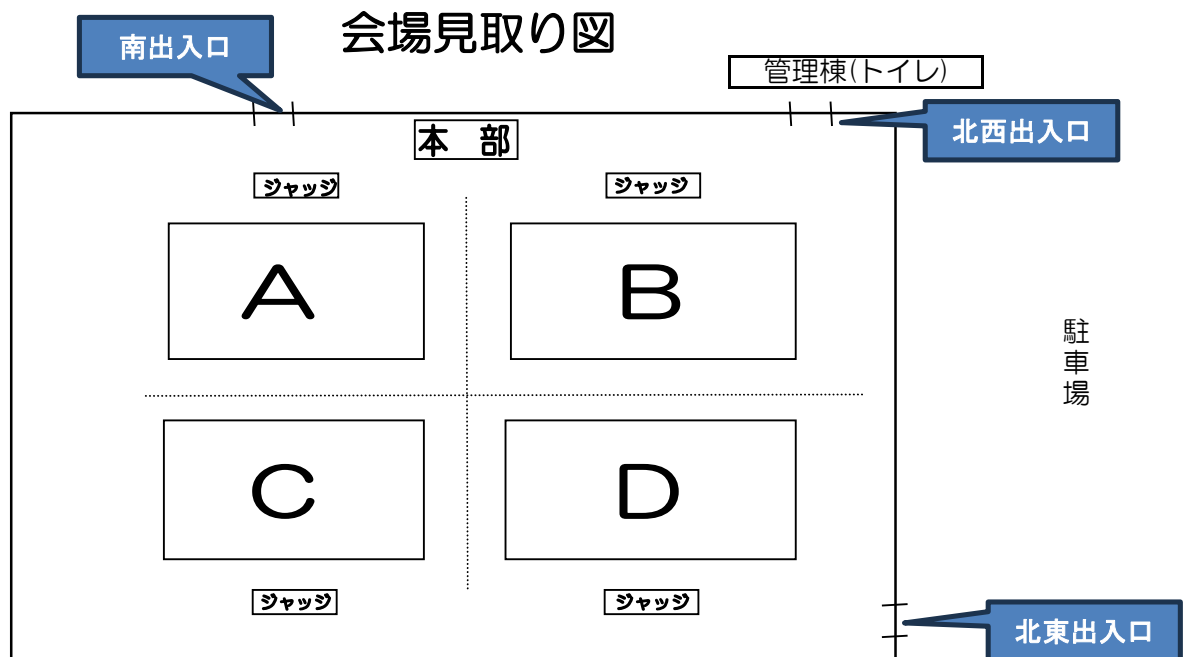 会場見取り図
南出入口
管理棟(トイレ)
北西出入口
本 部
ジャッジ
ジャッジ
A
B
駐車場
C
D
ジャッジ
ジャッジ
北東出入口